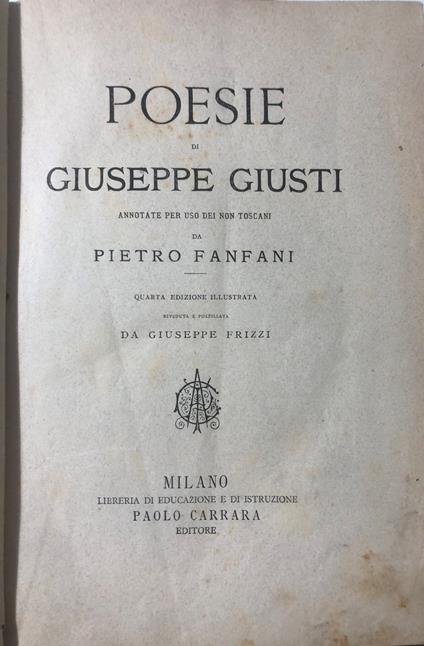 POESIE
DI
GIUSEPPE GIUSTI
ANNOTATE PER USO DEI NON TOSCANI
DA
PIETRO FANFANI
QUARTA EDIZIONE ILLUSTRATA
RIVEDUTA E POSTILLATA
DA GIUSEPPE FRIZZI
MILANO
LIBRERIA DI EDUCAZIONE E DI ISTRUZIONE
PAOLO CARRARA
EDITORE